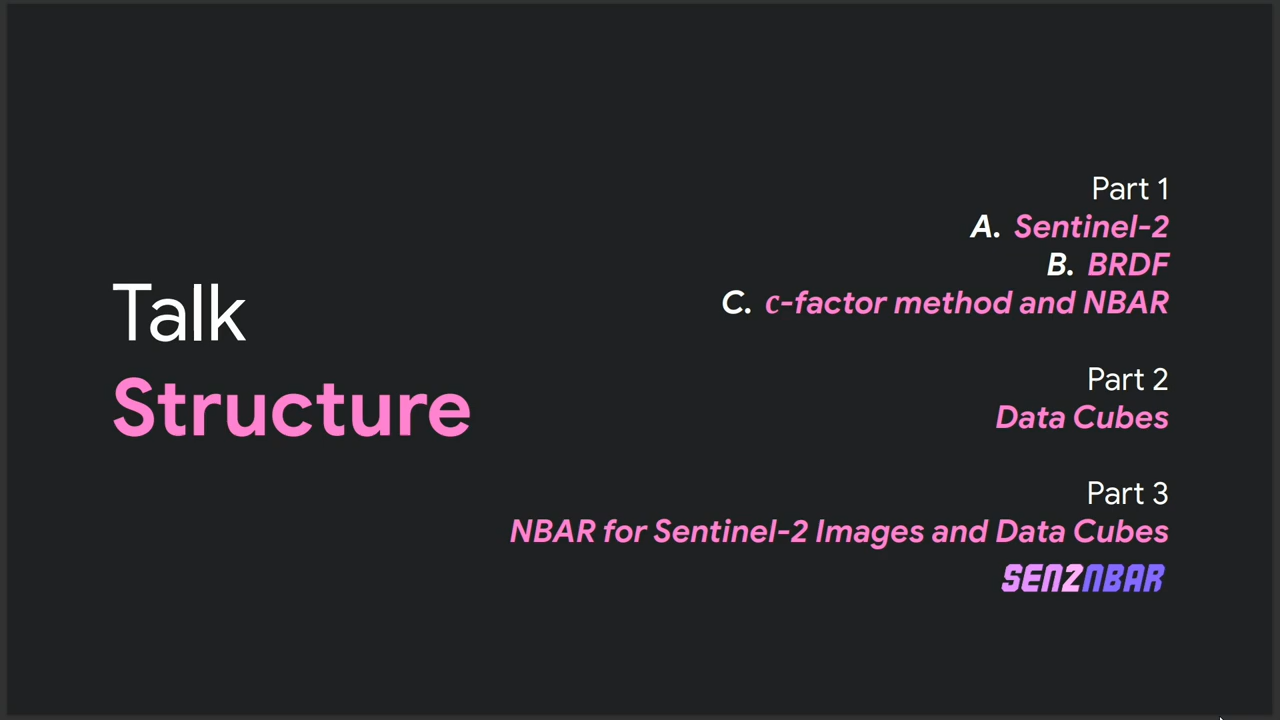 Talk
Structure
Part 1
A. Sentinel-2
B. BRDF
C. c-factor method and NBAR
Part 2
Data Cubes
Part 3
NBAR for Sentinel-2 Images and Data Cubes
SEN2NBAR